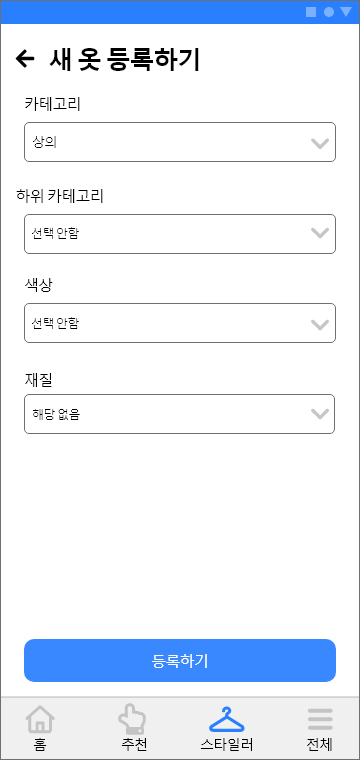 새 옷 등록하기
카테고리
상의
하위 카테고리
선택 안함
색상
선택 안함
재질
해당 없음
등록하기
홈 추천 스타일러 전체